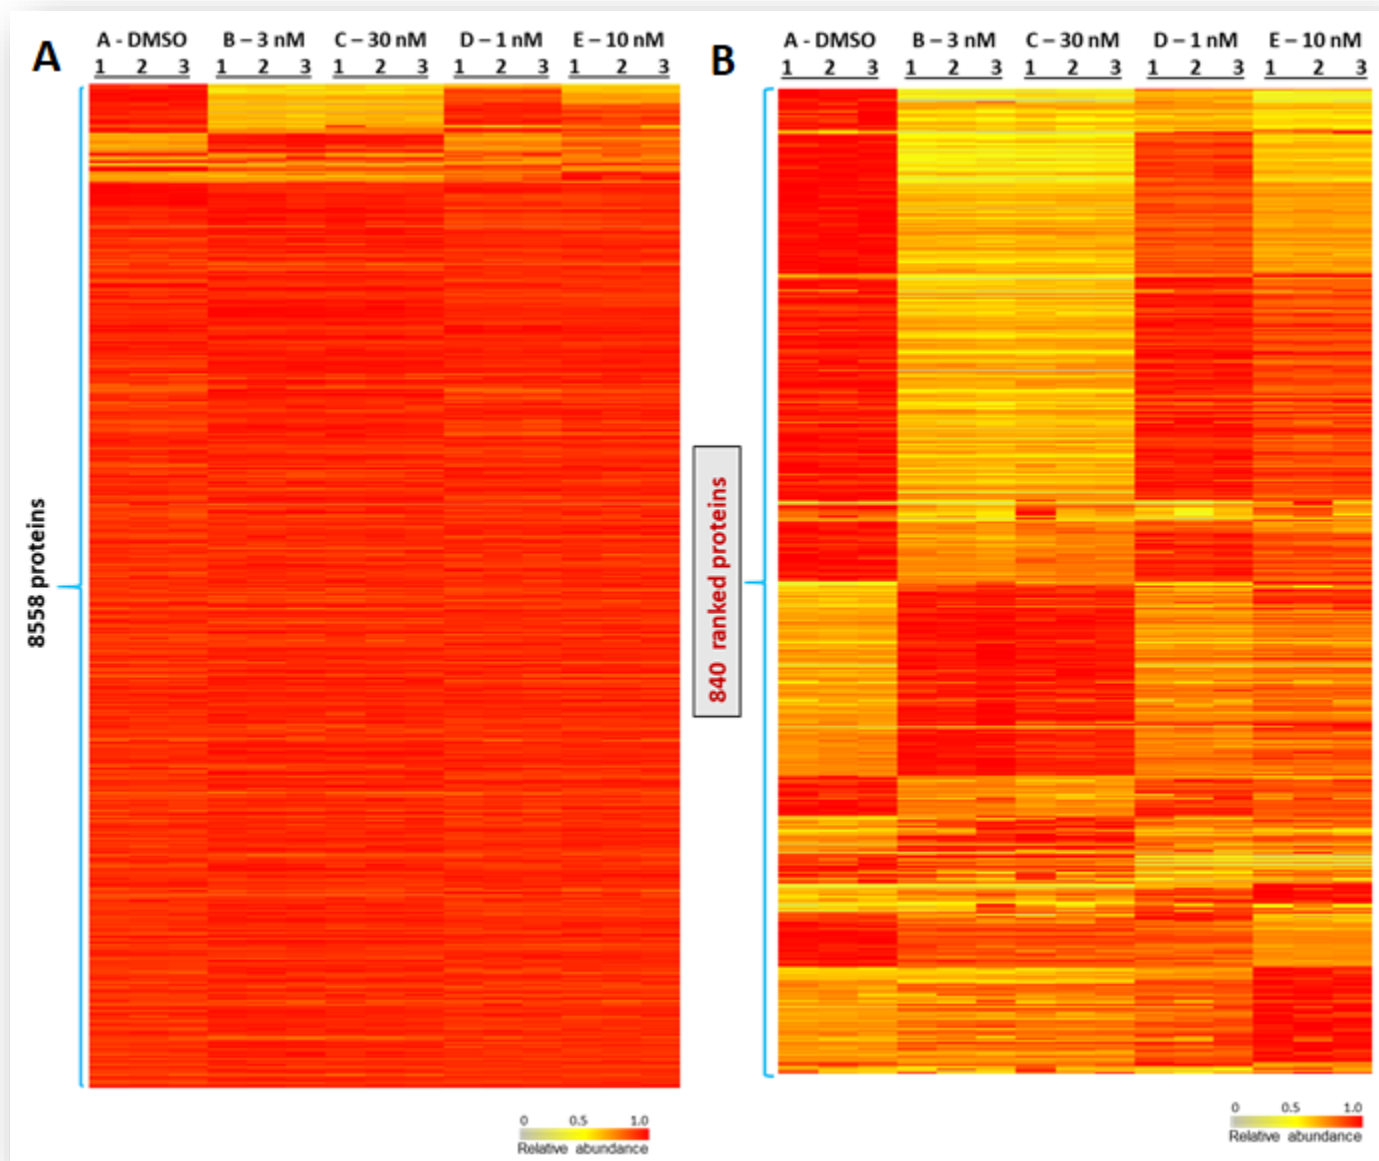 A
A - DMSO B – 3 nM C – 30 nM D – 1 nM E – 10 nM
1 2 3 1 2 3 1 2 3 1 2 3 1 2 3
8558 proteins
0 0.5 1.0
Relative abundance
B
A - DMSO B – 3 nM C – 30 nM D – 1 nM E – 10 nM
1 2 3 1 2 3 1 2 3 1 2 3 1 2 3
840 ranked proteins
0 0.5 1.0
Relative abundance